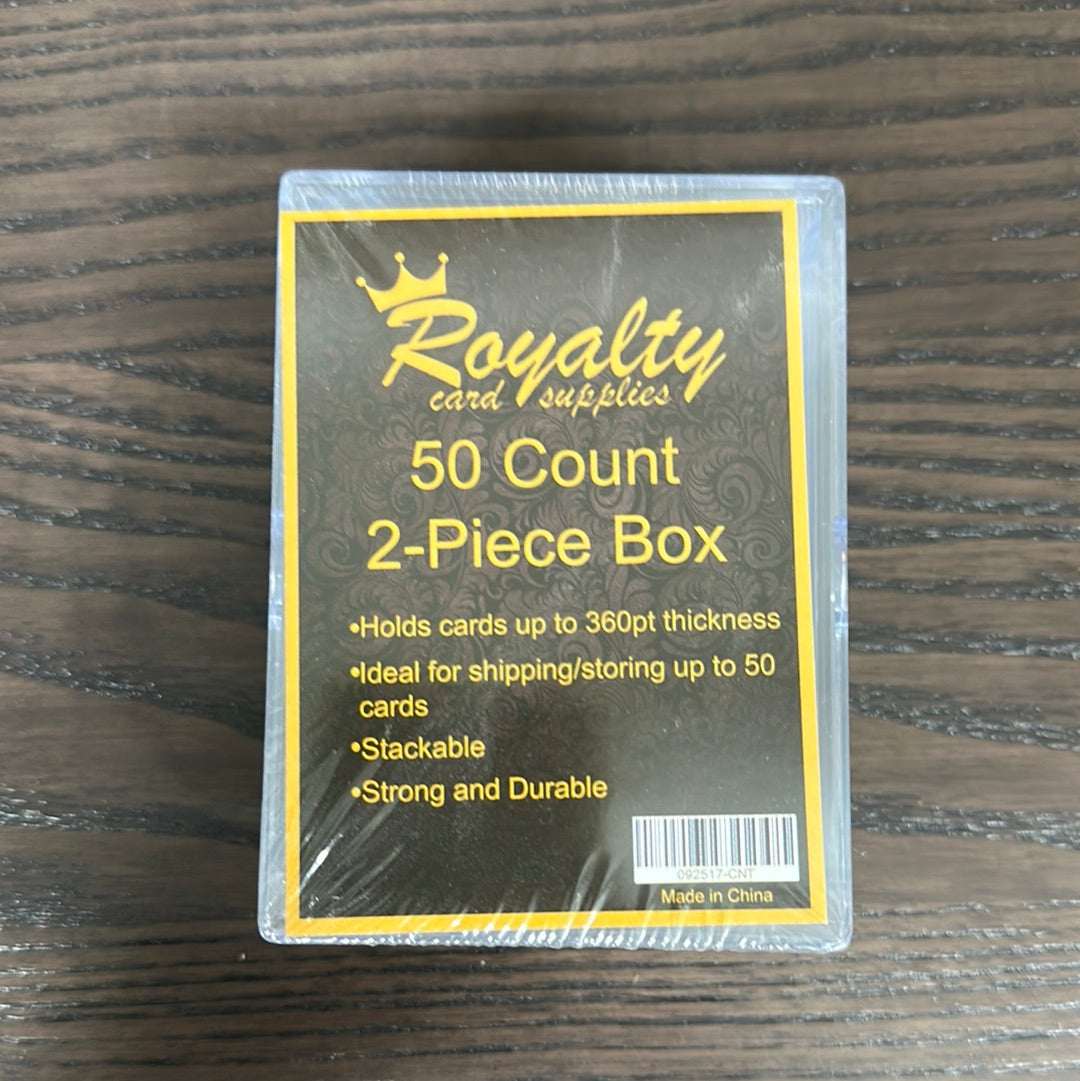 Royalty
card supplies
50 Count
2-Piece Box
•Holds cards up to 360pt thickness
•Ideal for shipping/storing up to 50
cards
•Stackable
•Strong and Durable
092517-CNT
Made in China